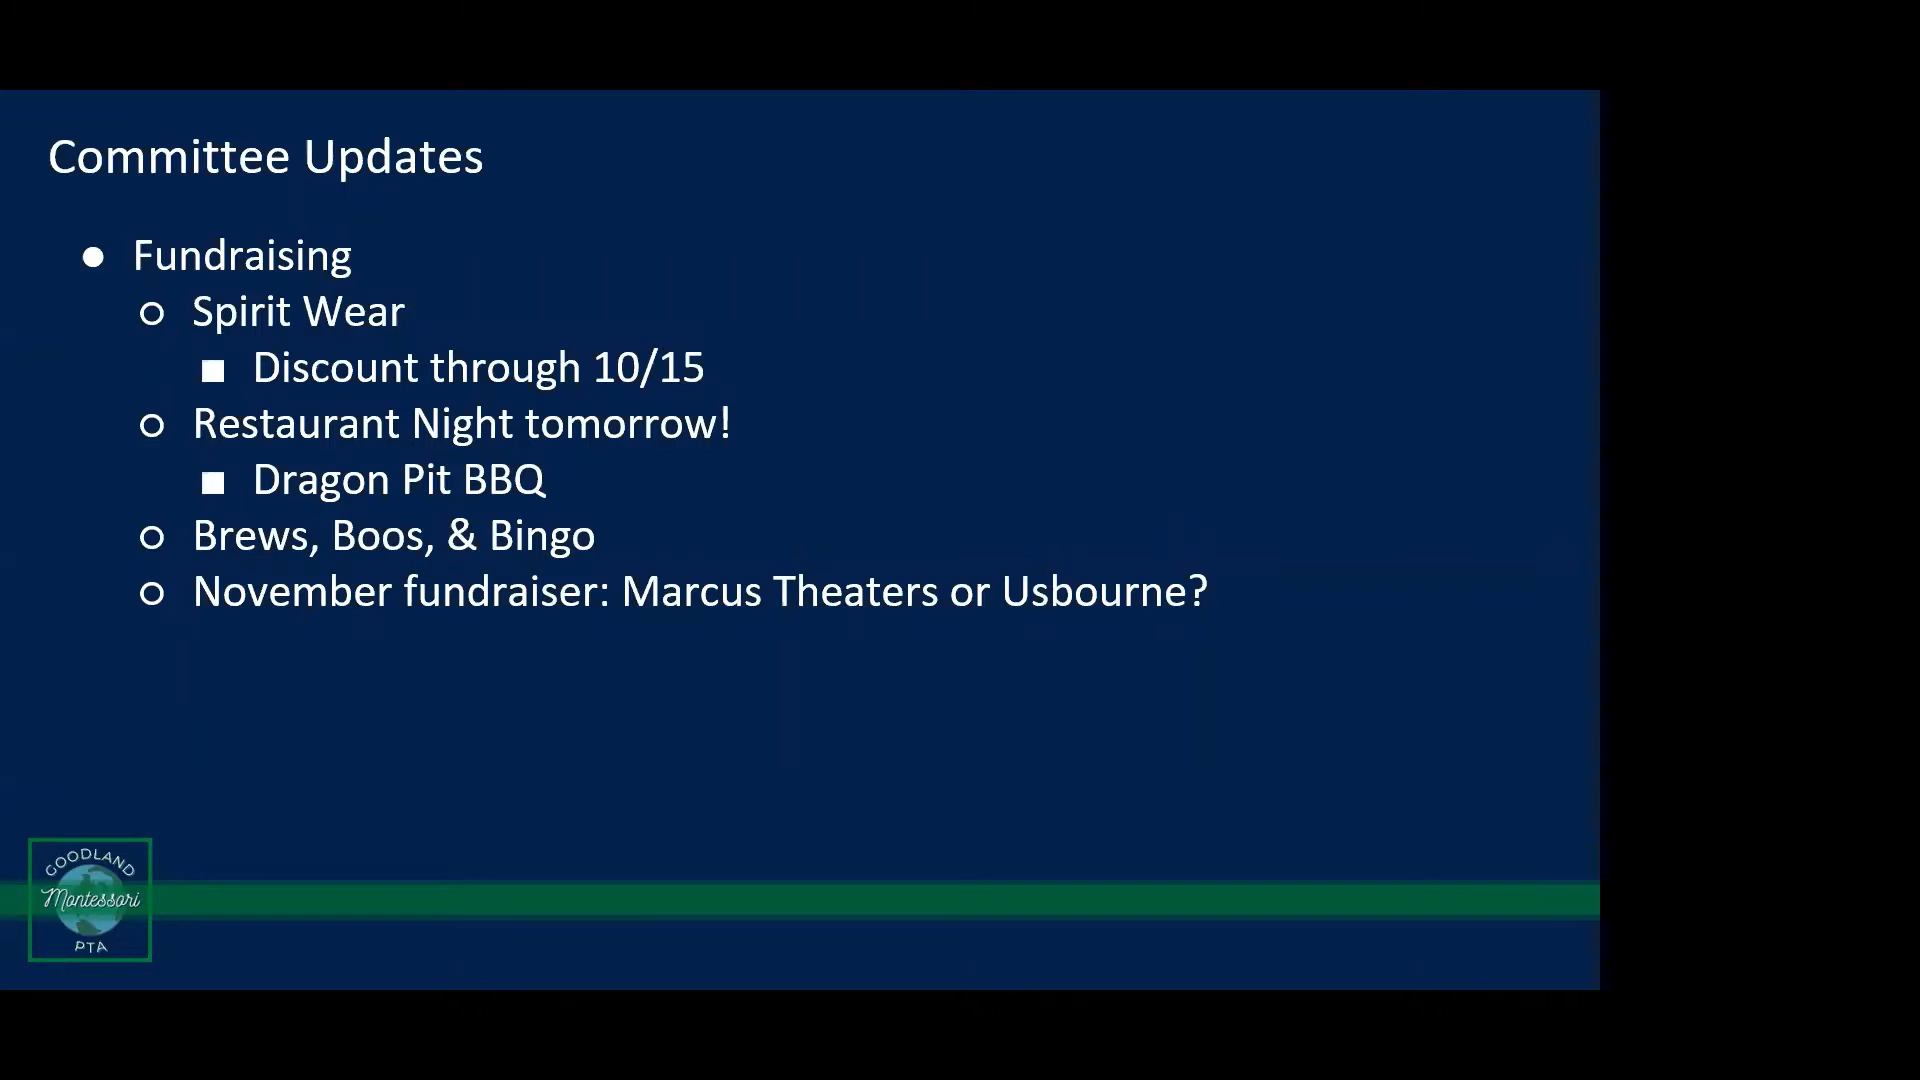 Committee Updates
● Fundraising
○ Spirit Wear
■ Discount through 10/15
○ Restaurant Night tomorrow!
■ Dragon Pit BBQ
○ Brews, Boos, & Bingo
○ November fundraiser: Marcus Theaters or Usbourne?
GOODLAND
Montessori
PTA